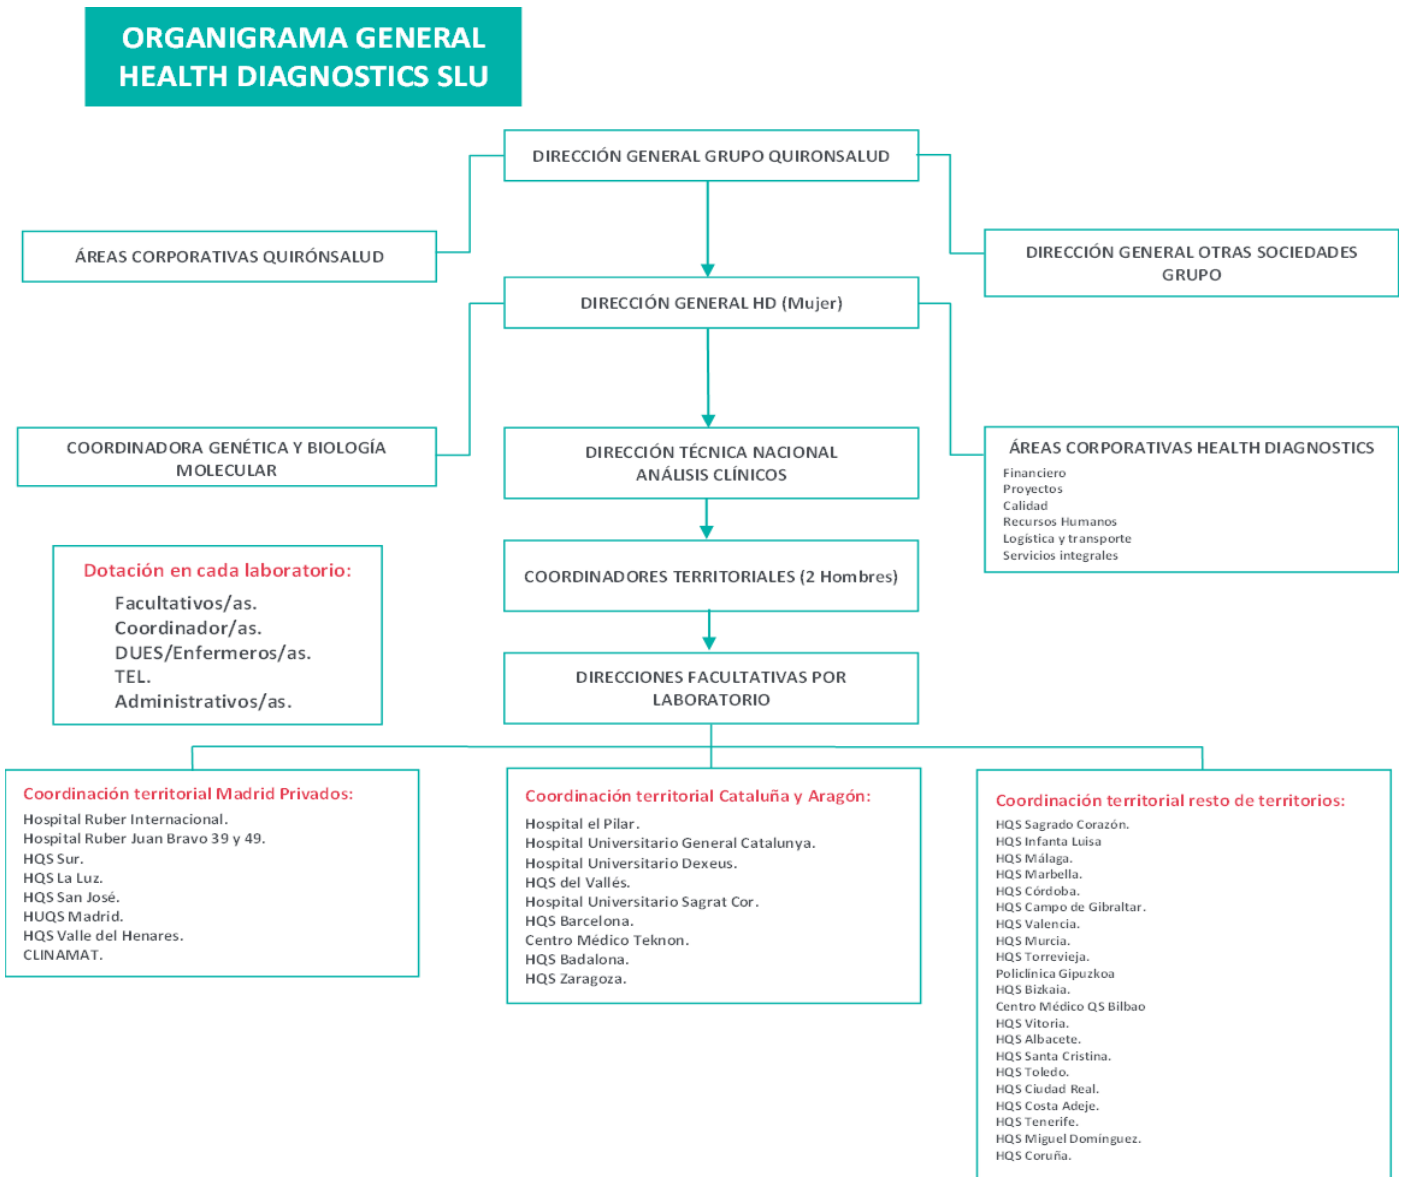 ORGANIGRAMA GENERAL
HEALTH DIAGNOSTICS SLU
DIRECCIÓN GENERAL GRUPO QUIRONSALUD
ÁREAS CORPORATIVAS QUIRÓNSALUD
DIRECCIÓN GENERAL OTRAS SOCIEDADES
GRUPO
DIRECCIÓN GENERAL HD (Mujer)
COORDINADORA GENÉTICA Y BIOLOGÍA
MOLECULAR
DIRECCIÓN TÉCNICA NACIONAL
ANÁLISIS CLÍNICOS
ÁREAS CORPORATIVAS HEALTH DIAGNOSTICS
Financiero
Proyectos
Calidad
Recursos Humanos
Logística y transporte
Servicios integrales
Dotación en cada laboratorio:
Facultativos/as.
Coordinador/as.
DUES/Enfermeros/as.
TEL.
Administrativos/as.
COORDINADORES TERRITORIALES (2 Hombres)
DIRECCIONES FACULTATIVAS POR
LABORATORIO
Coordinación territorial Madrid Privados:
Hospital Ruber Internacional.
Hospital Ruber Juan Bravo 39 y 49.
HQS Sur.
HQS La Luz.
HQS San José.
HUQS Madrid.
HQS Valle del Henares.
CLINAMAT.
Coordinación territorial Cataluña y Aragón:
Hospital el Pilar.
Hospital Universitario General Catalunya.
Hospital Universitario Dexeus.
HQS del Vallés.
Hospital Universitario Sagrat Cor.
HQS Barcelona.
Centro Médico Teknon.
HQS Badalona.
HQS Zaragoza.
Coordinación territorial resto de territorios:
HQS Sagrado Corazón.
HQS Infanta Luisa
HQS Málaga.
HQS Marbella.
HQS Córdoba.
HQS Campo de Gibraltar.
HQS Valencia.
HQS Murcia.
HQS Torrevieja.
Policlínica Gipuzkoa
HQS Bizkaia.
Centro Médico QS Bilbao
HQS Vitoria.
HQS Albacete.
HQS Santa Cristina.
HQS Toledo.
HQS Ciudad Real.
HQS Costa Adeje.
HQS Tenerife.
HQS Miguel Domínguez.
HQS Coruña.